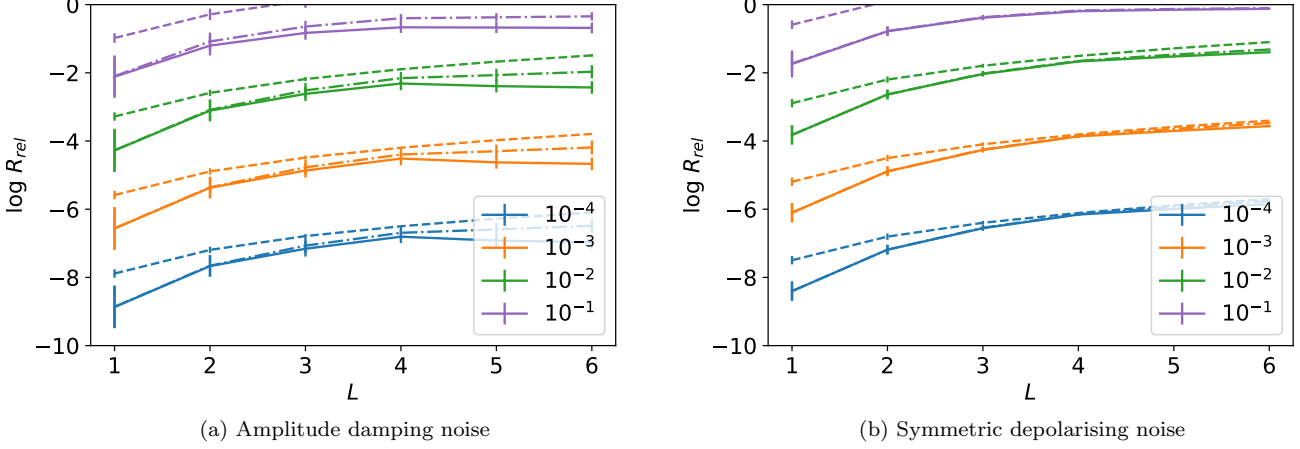 0
−2
−4
−6
−8
−10
log R_rel
1 2 3 4 5 6
L
10⁻⁴
10⁻³
10⁻²
10⁻¹
(a) Amplitude damping noise
0
−2
−4
−6
−8
−10
log R_rel
1 2 3 4 5 6
L
10⁻⁴
10⁻³
10⁻²
10⁻¹
(b) Symmetric depolarising noise